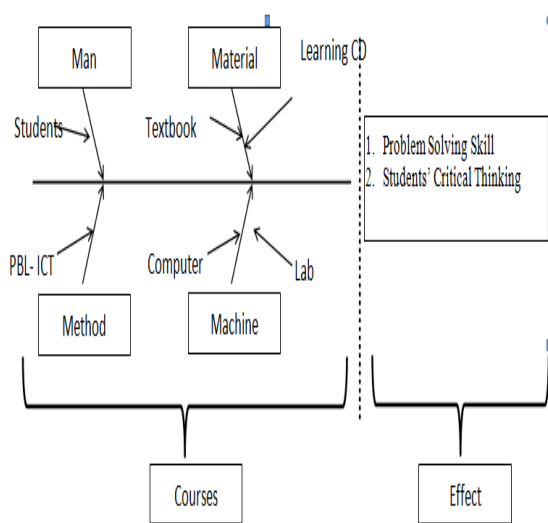 Man
Material
Learning CD
Students
Textbook
1. Problem Solving Skill
2. Students’ Critical Thinking
PBL- ICT
Computer
Lab
Method
Machine
Courses
Effect